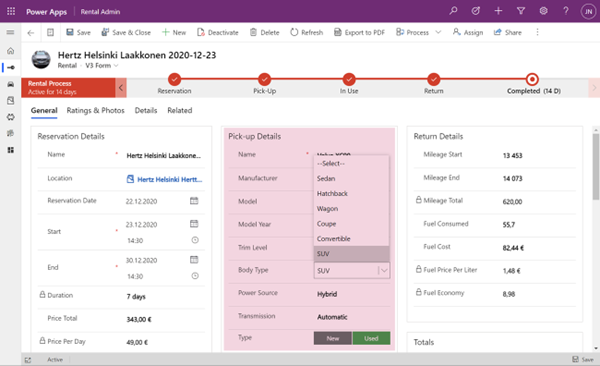 Power Apps Rental Admin JN
Save Save & Close New Deactivate Delete Refresh Export to PDF Process Assign Share
Hertz Helsinki Laakkonen 2020-12-23
Rental · V3 Form
Rental Process
Active for 14 days
Reservation Pick-Up In Use Return Completed (14 D)
General Ratings & Photos Details Related
Reservation Details
Name * Hertz Helsinki Laakkone...
Location Hertz Helsinki Hertt...
Reservation Date 22.12.2020
Start * 23.12.2020
14:30
End * 30.12.2020
14:30
Duration 7 days
Price Total 343,00 €
Price Per Day 49,00 €
Pick-up Details
Name *
Manufacturer
Model
Model Year
Trim Level
--Select--
Sedan
Hatchback
Wagon
Coupe
Convertible
SUV
Body Type SUV
Power Source Hybrid
Transmission Automatic
Type New Used
Return Details
Mileage Start 13 453
Mileage End 14 073
Mileage Total 620,00
Fuel Consumed 55,7
Fuel Cost 82,44 €
Fuel Price Per Liter 1,48 €
Fuel Economy 8,98
Totals
Active Save